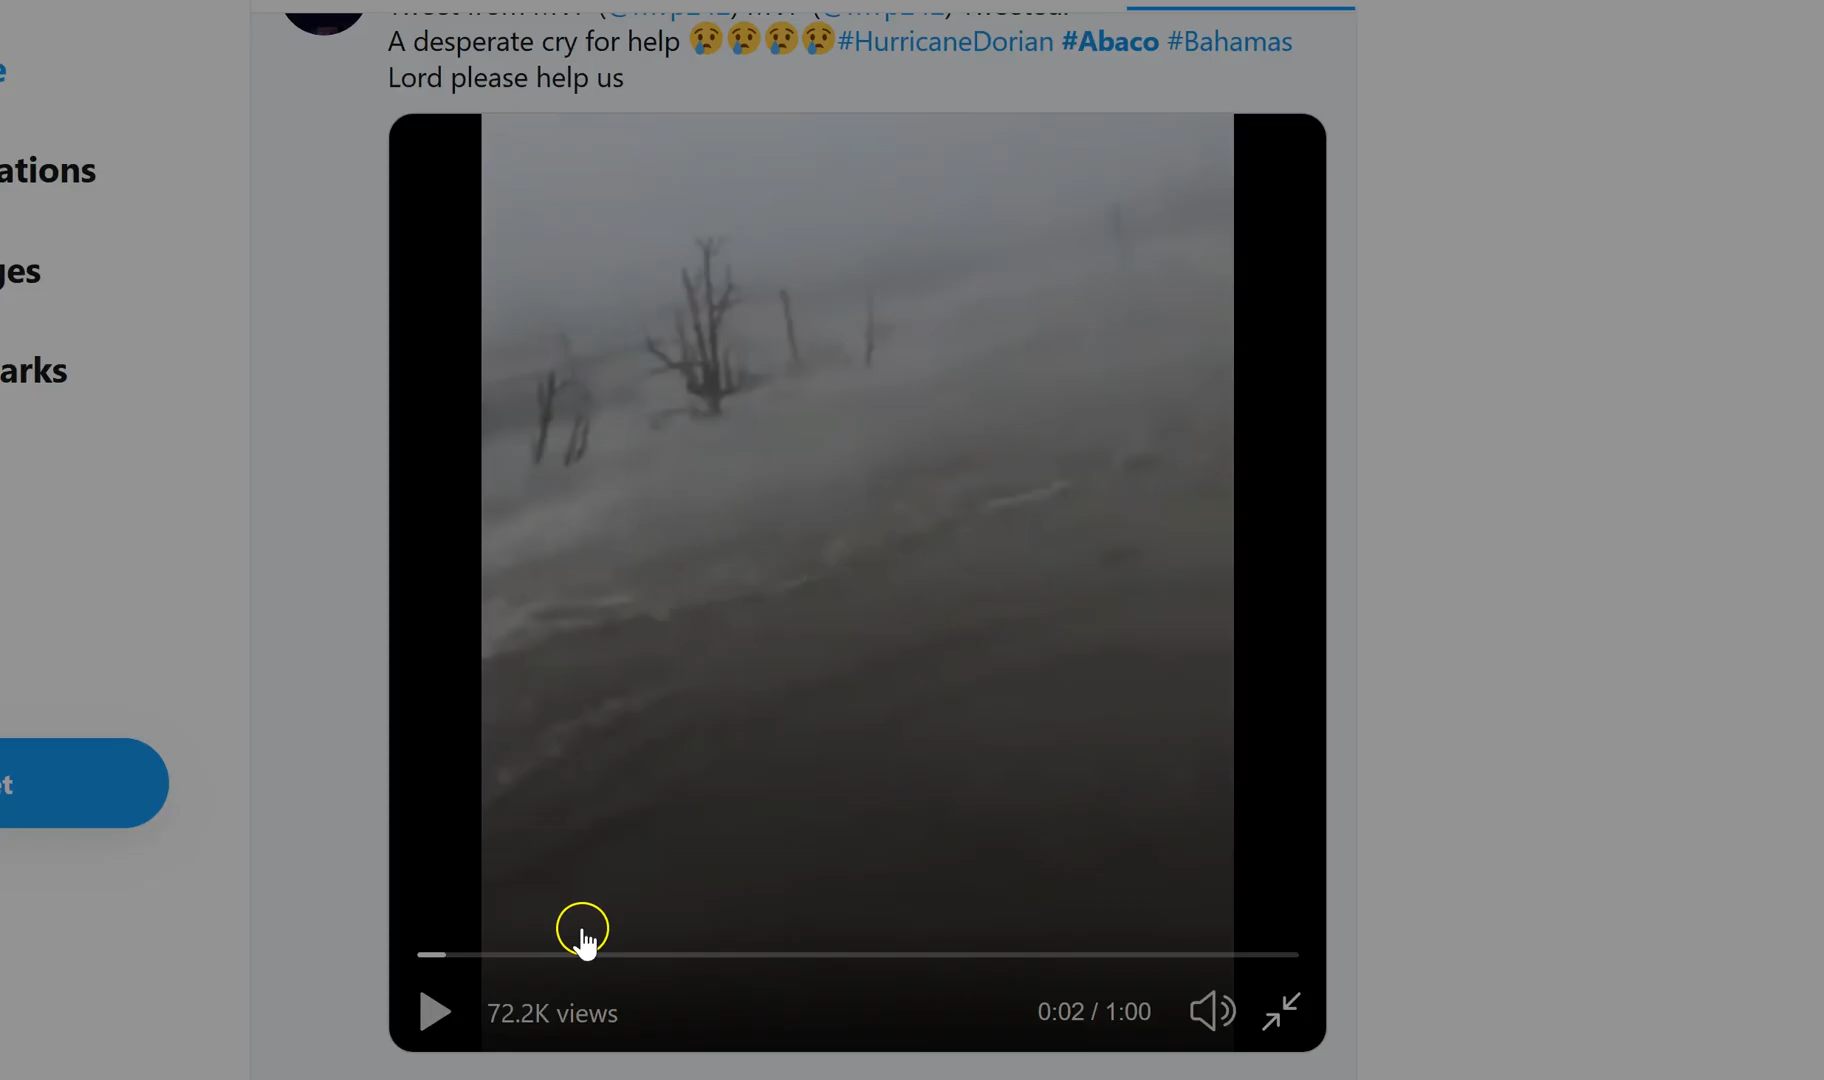 A desperate cry for help 😢😢😢😢#HurricaneDorian #Abaco #Bahamas
Lord please help us
ations
ges
arks
et
72.2K views
0:02 / 1:00